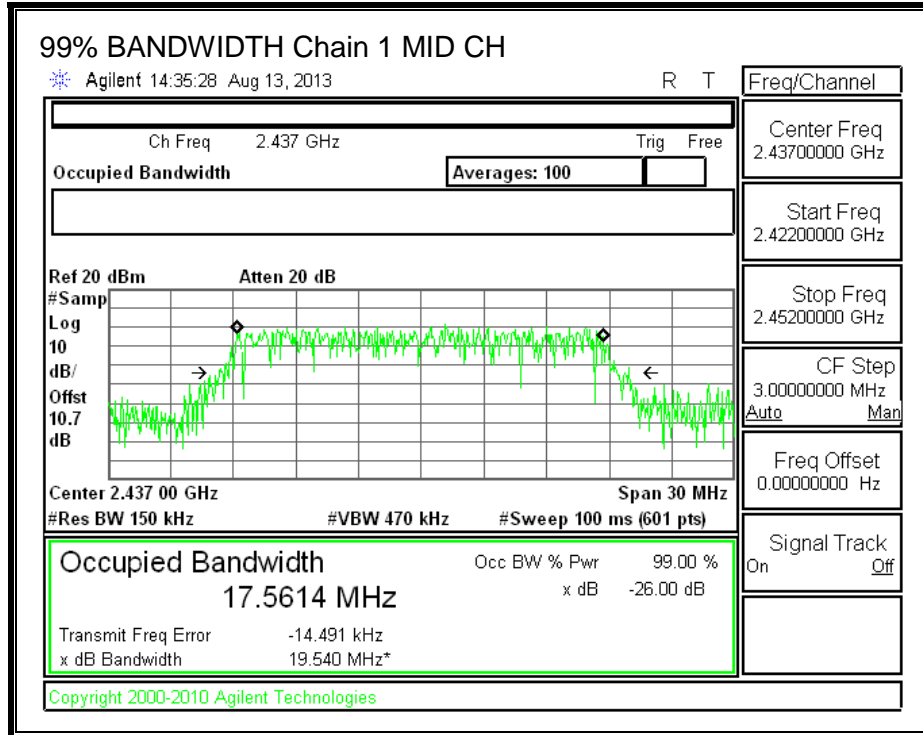 99% BANDWIDTH Chain 1 MID CH
Agilent 14:35:28 Aug 13, 2013 R T
Freq/Channel
Ch Freq 2.437 GHz Trig Free
Occupied Bandwidth Averages: 100
Center Freq
2.43700000 GHz
Start Freq
2.42200000 GHz
Stop Freq
2.45200000 GHz
CF Step
3.00000000 MHz
Auto Man
Freq Offset
0.00000000 Hz
Signal Track
On Off
Ref 20 dBm Atten 20 dB
#Samp
Log
10
dB/
Offst
10.7
dB
Center 2.437 00 GHz Span 30 MHz
#Res BW 150 kHz #VBW 470 kHz #Sweep 100 ms (601 pts)
Occupied Bandwidth Occ BW % Pwr 99.00 %
17.5614 MHz x dB -26.00 dB
Transmit Freq Error -14.491 kHz
x dB Bandwidth 19.540 MHz*
Copyright 2000-2010 Agilent Technologies